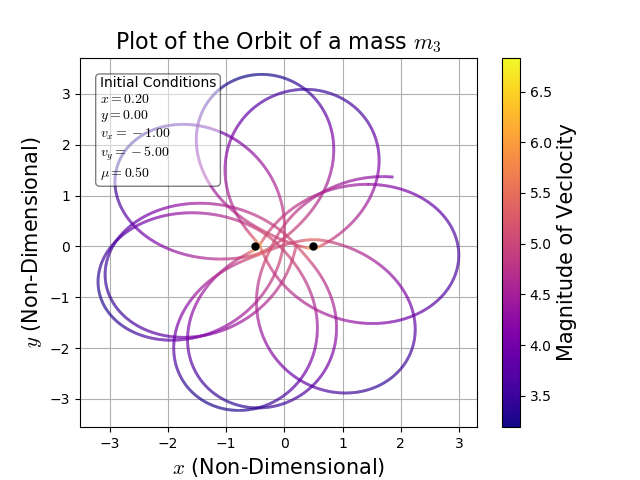 Plot of the Orbit of a mass m₃
Initial Conditions
x = 0.20
y = 0.00
vₓ = −1.00
v_y = −5.00
μ = 0.50
y (Non-Dimensional)
3
2
1
0
−1
−2
−3
−3 −2 −1 0 1 2 3
x (Non-Dimensional)
6.5
6.0
5.5
5.0
4.5
4.0
3.5
Magnitude of Veclocity